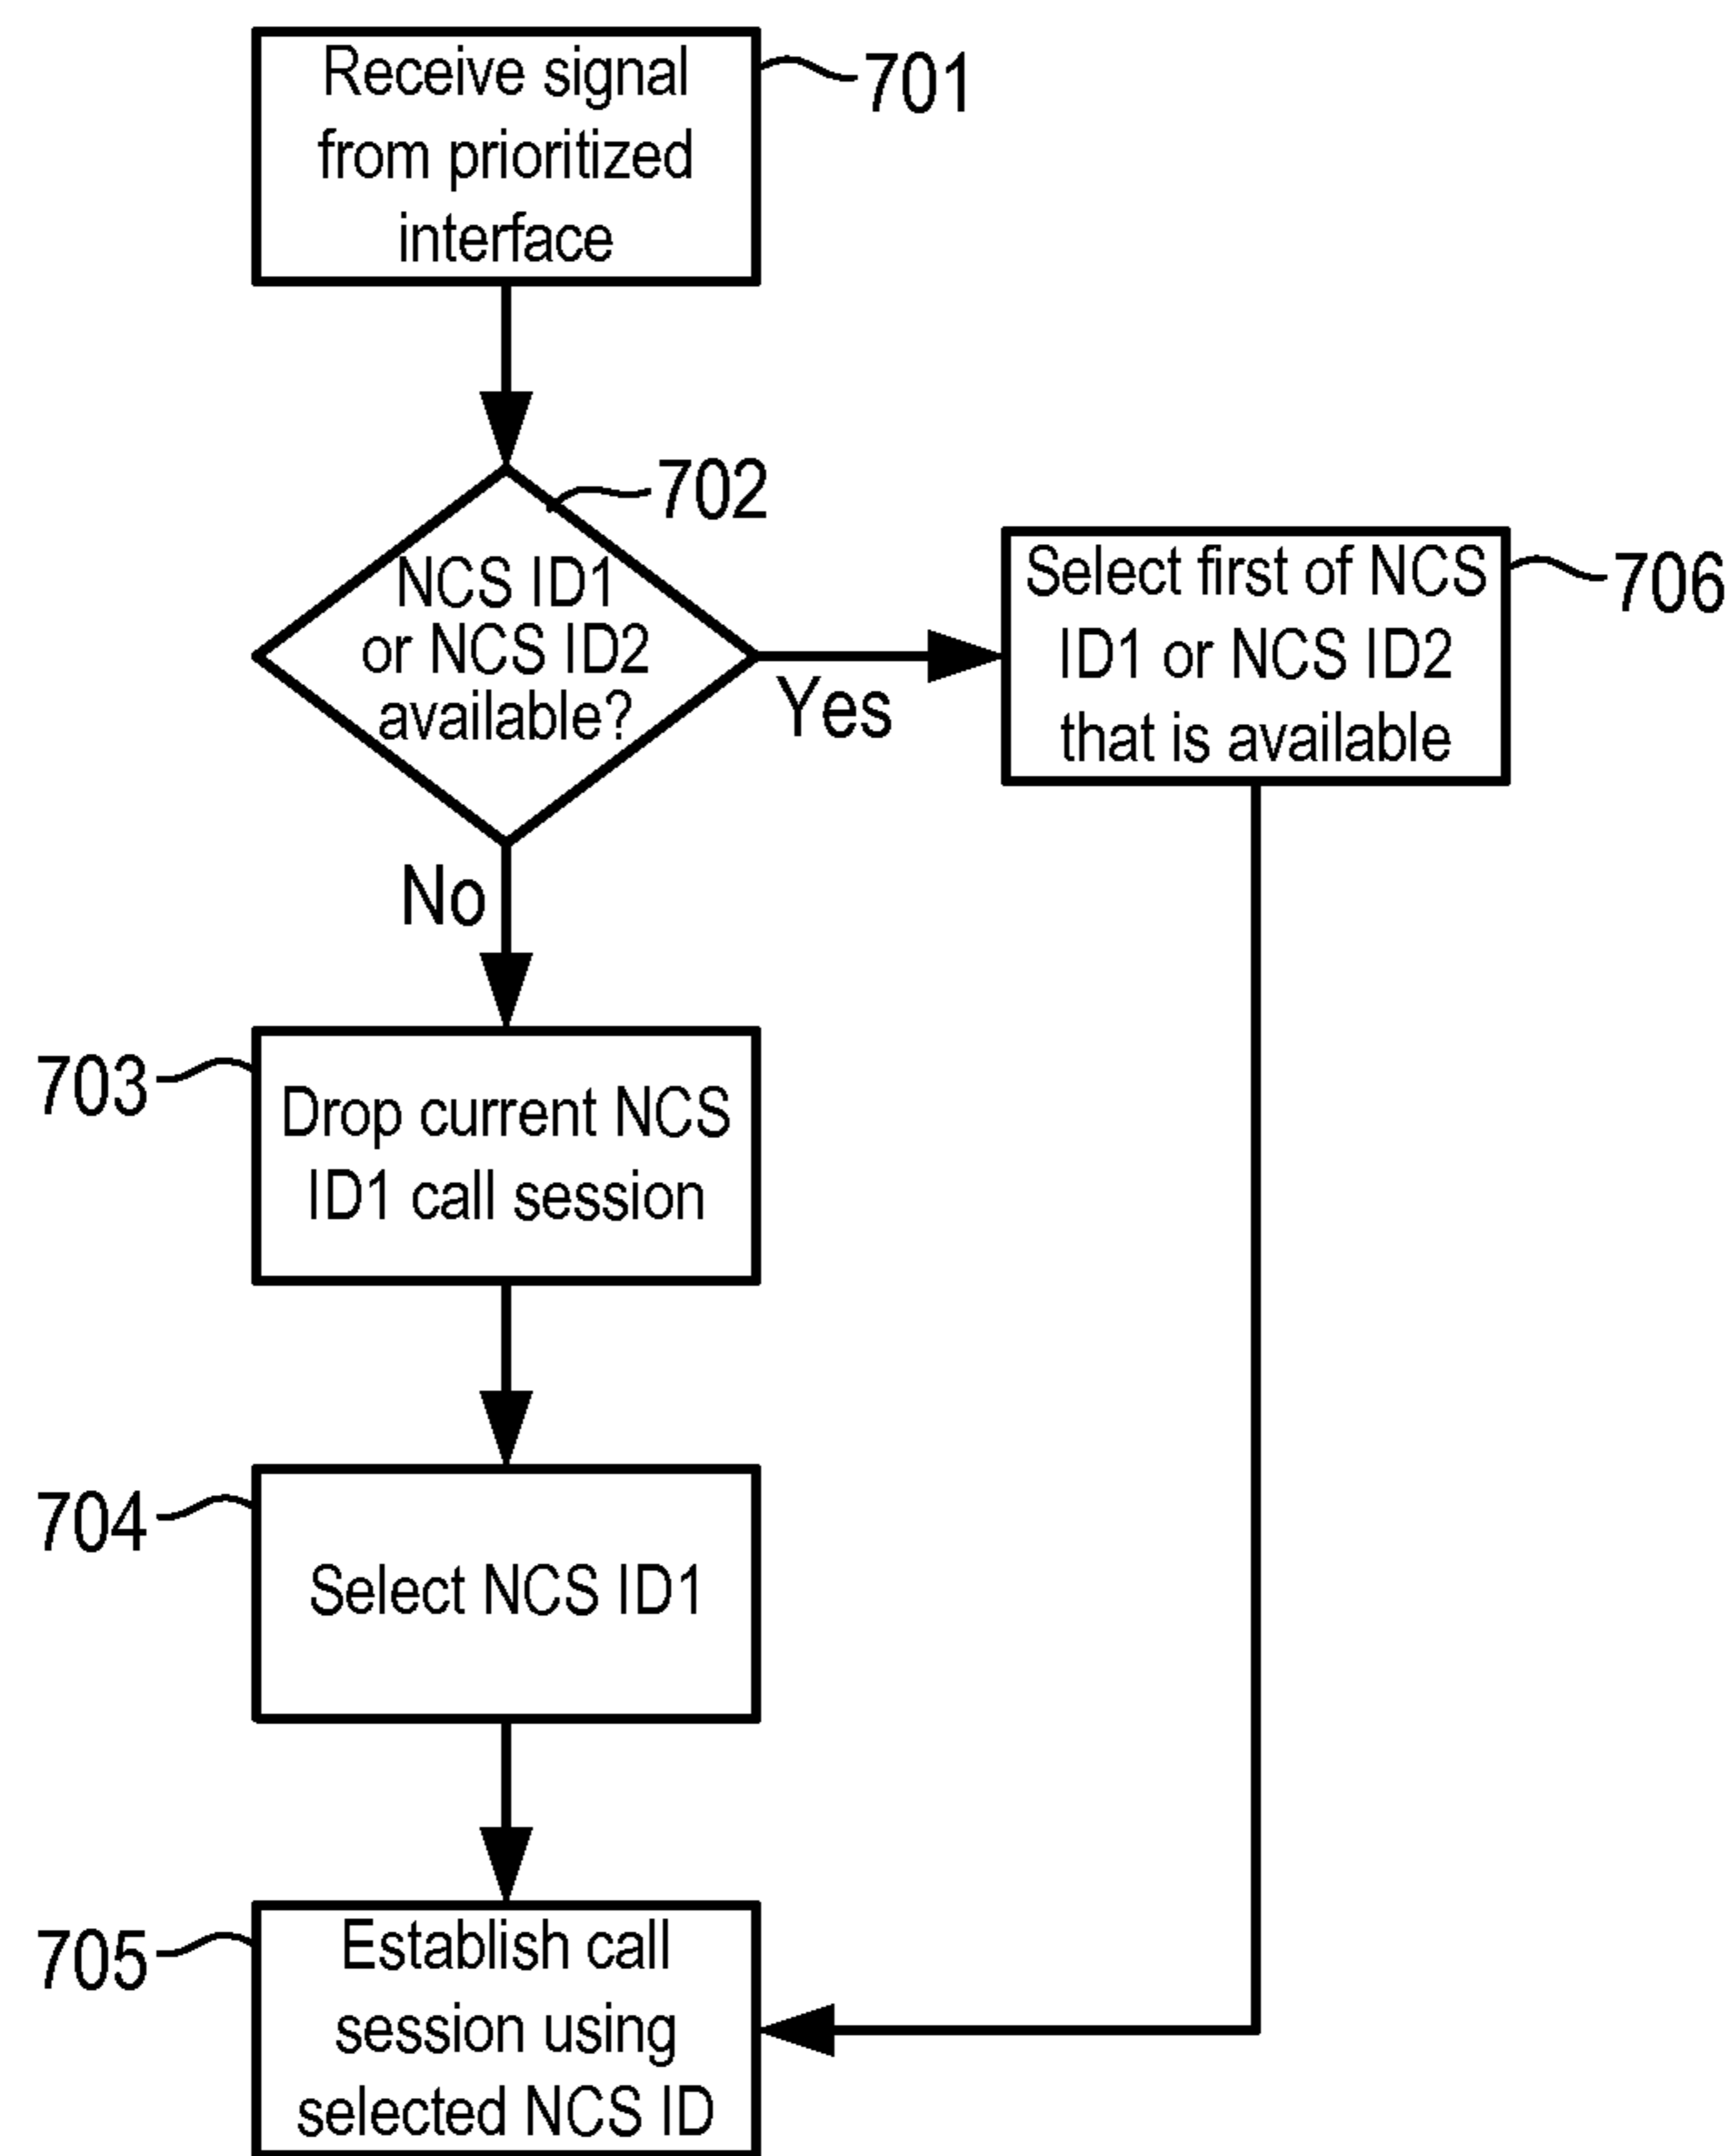 Receive signal
from prioritized
interface
701
702
NCS ID1
or NCS ID2
available?
Yes
Select first of NCS
ID1 or NCS ID2
that is available
706
No
703
Drop current NCS
ID1 call session
704
Select NCS ID1
705
Establish call
session using
selected NCS ID